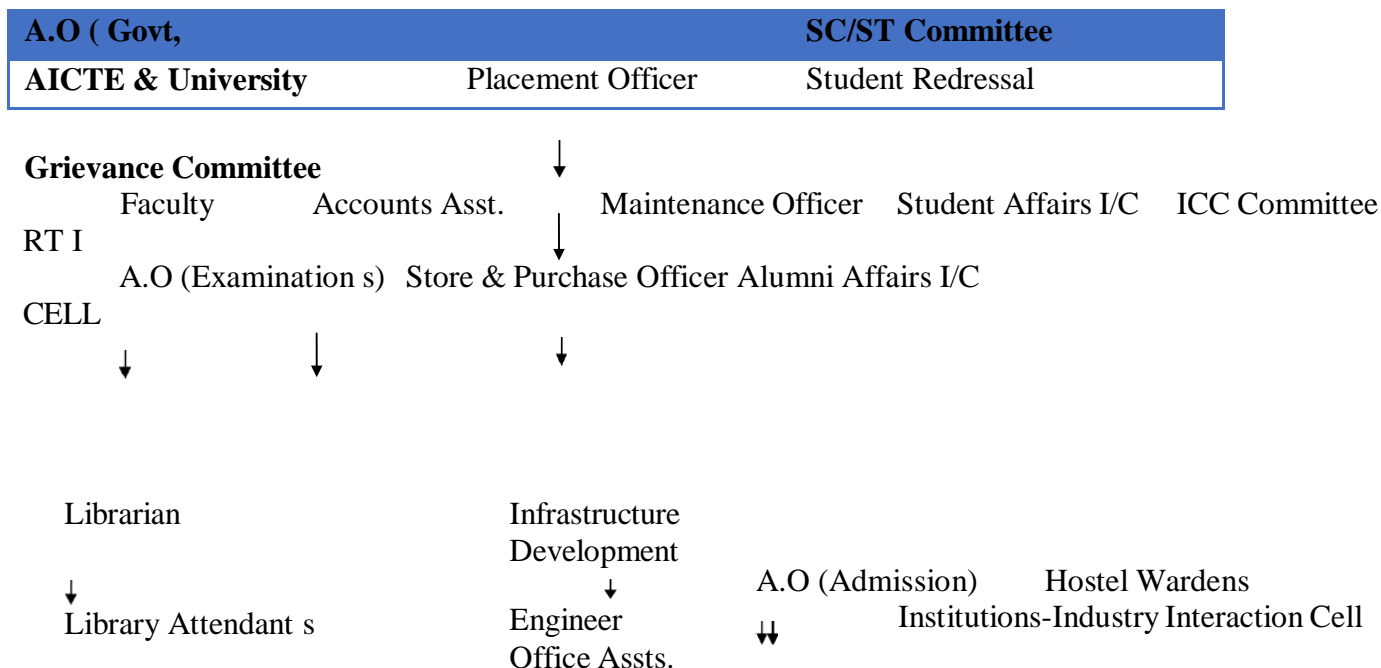 A.O ( Govt, SC/ST Committee
AICTE & University Placement Officer Student Redressal
Grievance Committee
Faculty Accounts Asst. Maintenance Officer Student Affairs I/C ICC Committee
RT I
A.O (Examination s) Store & Purchase Officer Alumni Affairs I/C
CELL
Librarian
Library Attendant s
Infrastructure
Development
Engineer
Office Assts.
A.O (Admission) Hostel Wardens
Institutions-Industry Interaction Cell